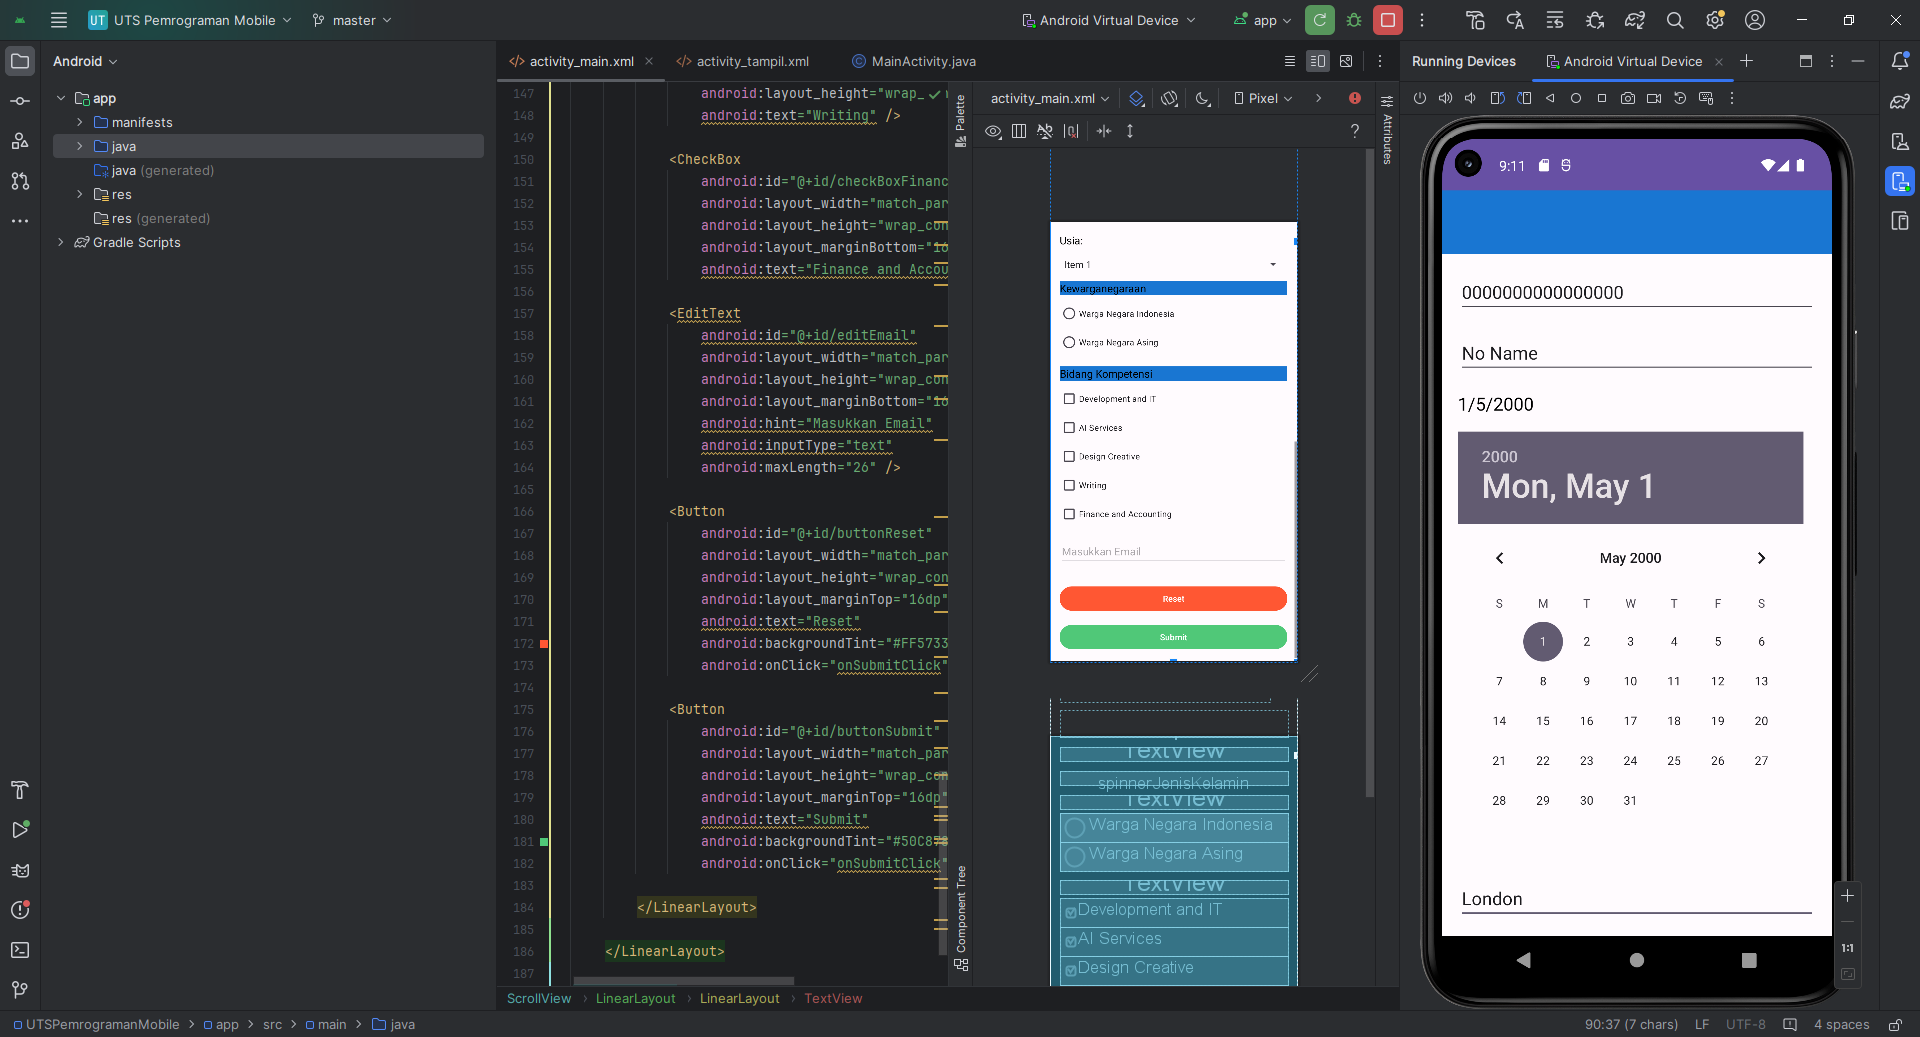 UT UTS Pemrograman Mobile master
Android Virtual Device app
Android
app
manifests
java
java (generated)
res
res (generated)
Gradle Scripts
activity_main.xml activity_tampil.xml MainActivity.java
147 android:layout_height="wrap_
148 android:text="Writing" />
149
150 <CheckBox
151 android:id="@+id/checkBoxFinanc
152 android:layout_width="match_par
153 android:layout_height="wrap_con
154 android:layout_marginBottom="16
155 android:text="Finance and Accou
156
157 <EditText
158 android:id="@+id/editEmail"
159 android:layout_width="match_par
160 android:layout_height="wrap_con
161 android:layout_marginBottom="16
162 android:hint="Masukkan Email"
163 android:inputType="text"
164 android:maxLength="26" />
165
166 <Button
167 android:id="@+id/buttonReset"
168 android:layout_width="match_par
169 android:layout_height="wrap_con
170 android:layout_marginTop="16dp"
171 android:text="Reset"
172 android:backgroundTint="#FF5733
173 android:onClick="onSubmitClick"
174
175 <Button
176 android:id="@+id/buttonSubmit"
177 android:layout_width="match_par
178 android:layout_height="wrap_con
179 android:layout_marginTop="16dp"
180 android:text="Submit"
181 android:backgroundTint="#50C878
182 android:onClick="onSubmitClick"
183
184 </LinearLayout>
185
186 </LinearLayout>
187
ScrollView › LinearLayout › LinearLayout › TextView
Palette
Component Tree
activity_main.xml Pixel
Attributes
Usia:
Item 1
Kewarganegaraan
Warga Negara Indonesia
Warga Negara Asing
Bidang Kompetensi
Development and IT
AI Services
Design Creative
Writing
Finance and Accounting
Masukkan Email
Reset
Submit
TextView
spinnerJenisKelamin
TextView
Warga Negara Indonesia
Warga Negara Asing
TextView
Development and IT
AI Services
Design Creative
Running Devices Android Virtual Device
9:11
0000000000000000
No Name
1/5/2000
2000
Mon, May 1
May 2000
S M T W T F S
1 2 3 4 5 6
7 8 9 10 11 12 13
14 15 16 17 18 19 20
21 22 23 24 25 26 27
28 29 30 31
London
1:1
UTSPemrogramanMobile > app > src > main > java
90:37 (7 chars) LF UTF-8 4 spaces